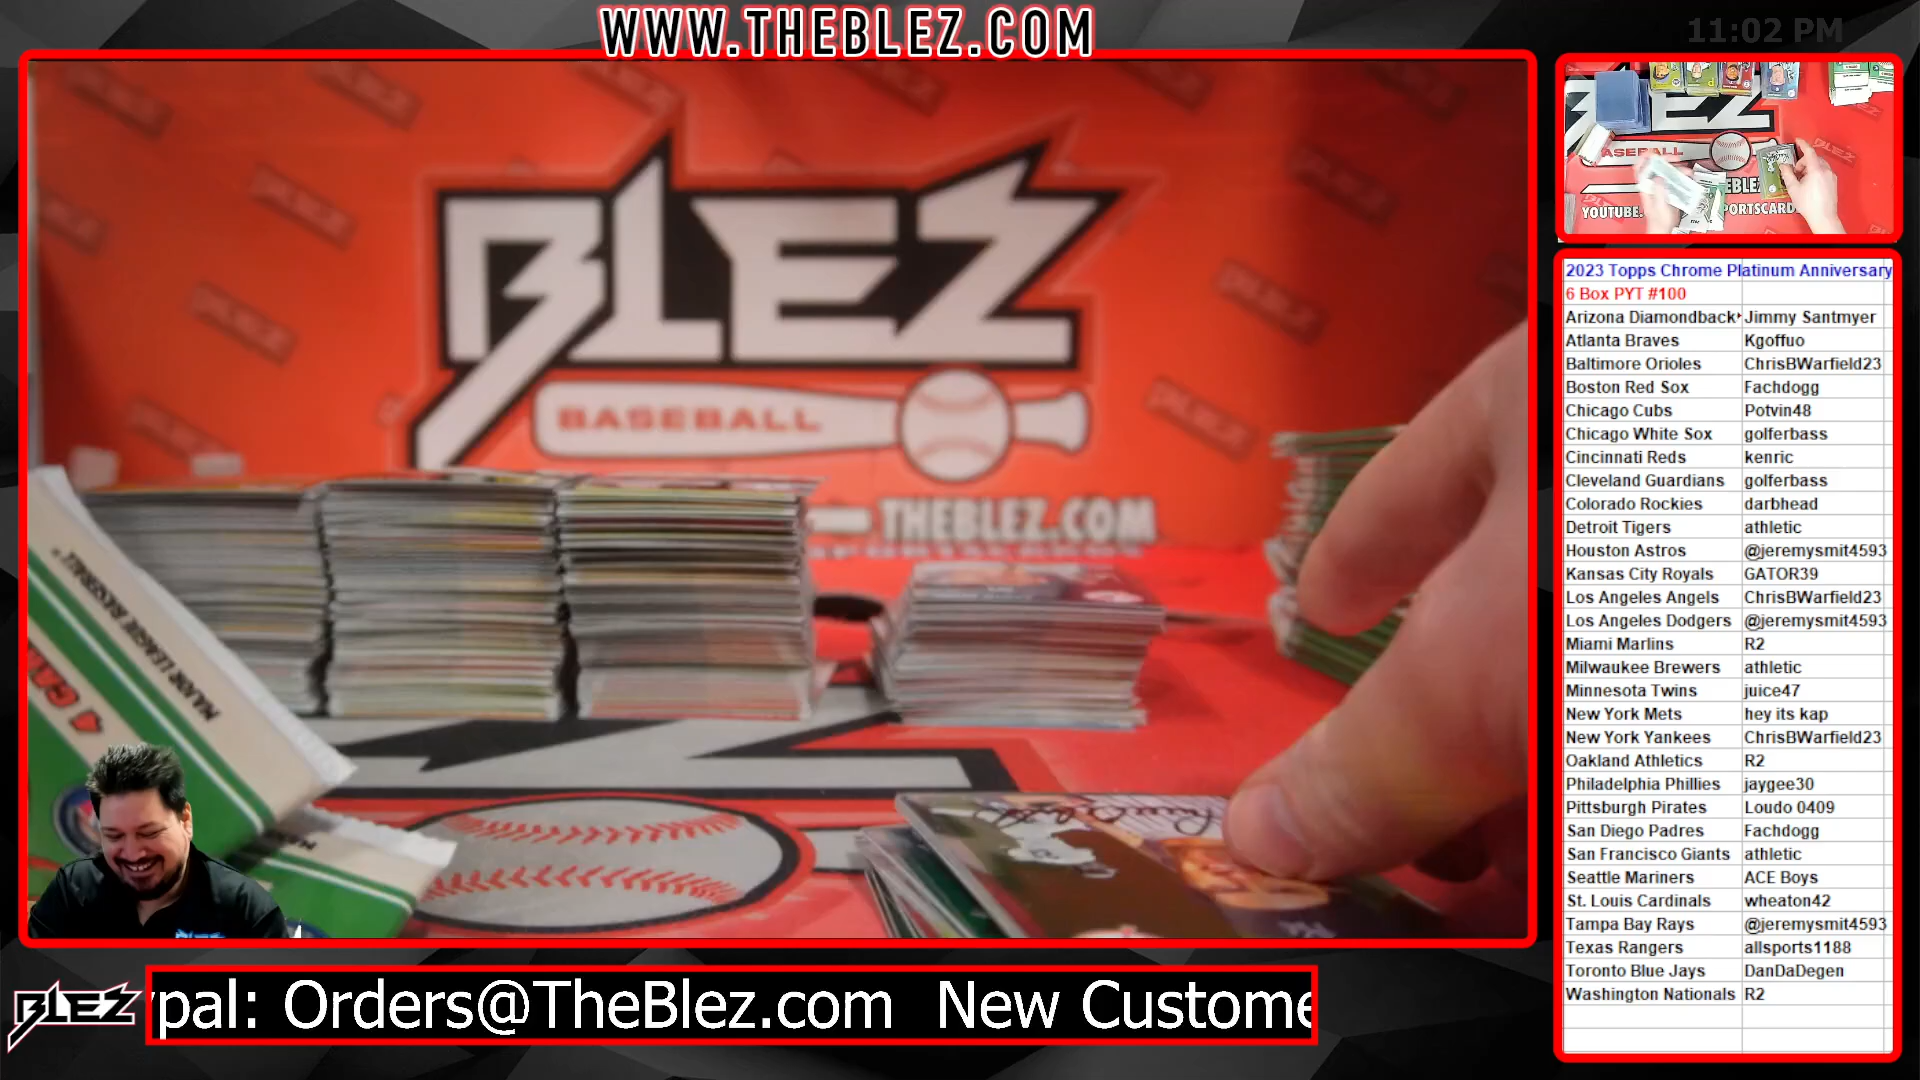 WWW.THEBLEZ.COM
11:02 PM
BLEZ
BASEBALL
THEBLEZ.COM
MAJOR LEAGUE BASEBALL
BLEZ
BASEBALL
YOUTUBE.
2023 Topps Chrome Platinum Anniversary
6 Box PYT #100
Arizona Diamondback Jimmy Santmyer
Atlanta Braves Kgoffuo
Baltimore Orioles ChrisBWarfield23
Boston Red Sox Fachdogg
Chicago Cubs Potvin48
Chicago White Sox golferbass
Cincinnati Reds kenric
Cleveland Guardians golferbass
Colorado Rockies darbhead
Detroit Tigers athletic
Houston Astros @jeremysmit4593
Kansas City Royals GATOR39
Los Angeles Angels ChrisBWarfield23
Los Angeles Dodgers @jeremysmit4593
Miami Marlins R2
Milwaukee Brewers athletic
Minnesota Twins juice47
New York Mets hey its kap
New York Yankees ChrisBWarfield23
Oakland Athletics R2
Philadelphia Phillies jaygee30
Pittsburgh Pirates Loudo 0409
San Diego Padres Fachdogg
San Francisco Giants athletic
Seattle Mariners ACE Boys
St. Louis Cardinals wheaton42
Tampa Bay Rays @jeremysmit4593
Texas Rangers allsports1188
Toronto Blue Jays DanDaDegen
Washington Nationals R2
BLEZ
pal: Orders@TheBlez.com New Custome